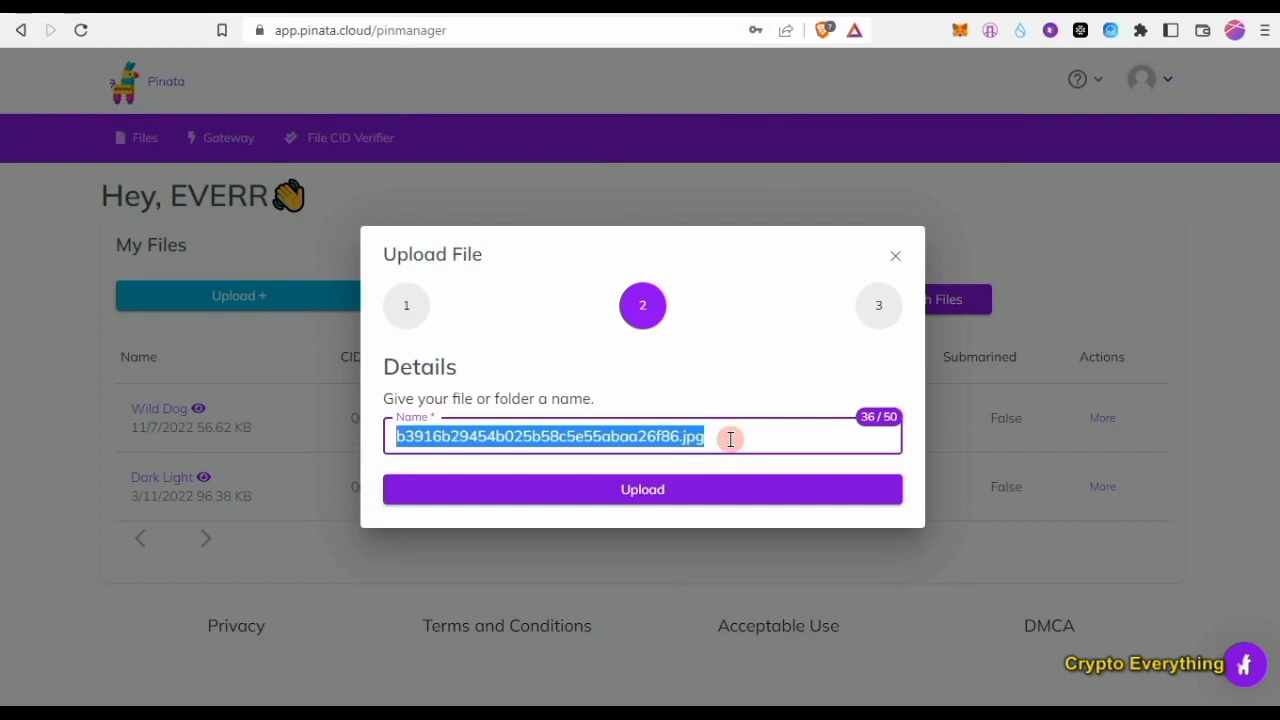 app.pinata.cloud/pinmanager
7
Pinata
Files
Gateway
File CID Verifier
Hey, EVERR
My Files
Upload +
Files
Name
Submarined
Actions
Wild Dog
11/7/2022 56.62 KB
False
More
Dark Light
3/11/2022 96.38 KB
False
More
Upload File
1
2
3
Details
Give your file or folder a name.
Name *
36 / 50
b3916b29454b025b58c5e55abaa26f86.jpg
Upload
Privacy
Terms and Conditions
Acceptable Use
DMCA
Crypto Everything